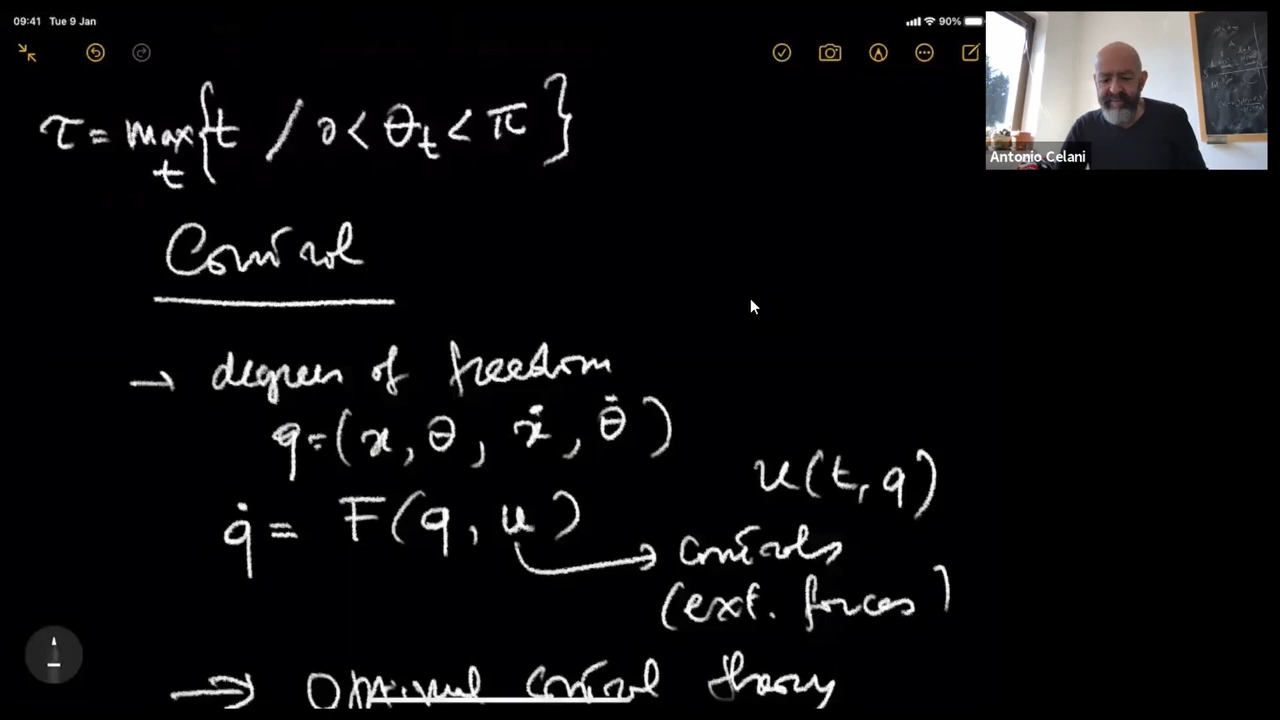 09:41 Tue 9 Jan
90%
τ = max{t / 0 < θₜ < π}
t
Antonio Celani
Control
→ degrees of freedom
q = (x, θ, ẋ, θ̇)
u(t, q)
q̇ = F(q, u)
controls
(ext. forces)
→ Optimal control theory